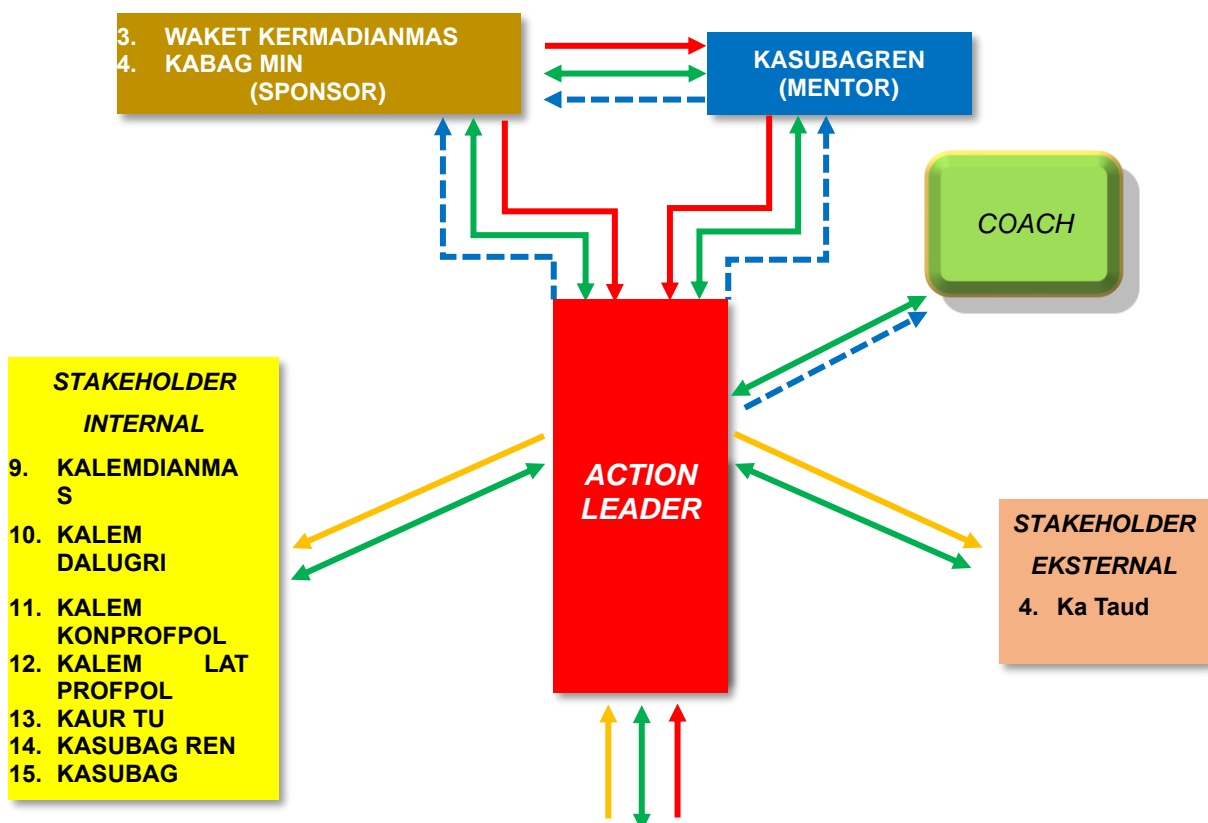 3. WAKET KERMADIANMAS
4. KABAG MIN
(SPONSOR)
KASUBAGREN
(MENTOR)
COACH
ACTION
LEADER
STAKEHOLDER
INTERNAL
9. KALEMDIANMA
S
10. KALEM
DALUGRI
11. KALEM
KONPROFPOL
12. KALEM LAT
PROFPOL
13. KAUR TU
14. KASUBAG REN
15. KASUBAG
STAKEHOLDER
EKSTERNAL
4. Ka Taud